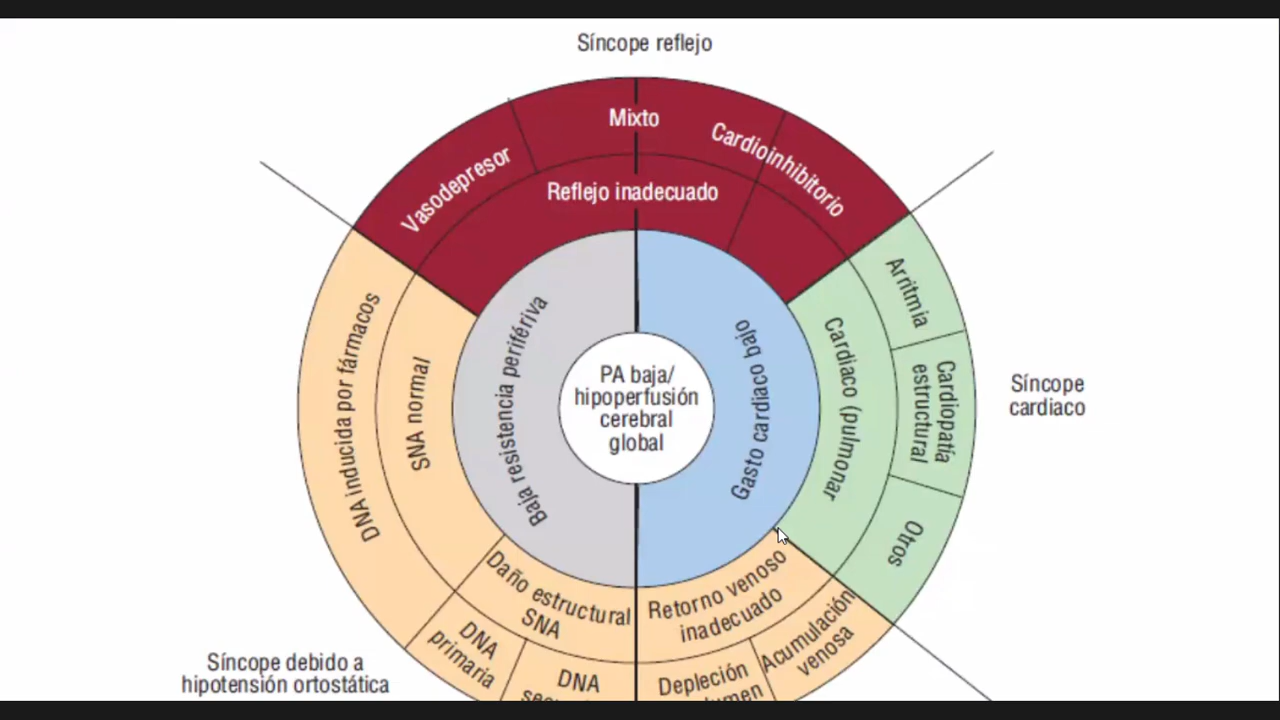 Síncope reflejo
Mixto
Vasodepresor
Cardioinhibitorio
Reflejo inadecuado
Arritmia
Cardiopatía
estructural
Otros
Cardiaco (pulmonar
Síncope
cardiaco
DNA inducida por fármacos
SNA normal
Baja resistencia perifériva
PA baja/
hipoperfusión
cerebral
global
Gasto cardiaco bajo
Daño estructural
SNA
Retorno venoso
inadecuado
DNA
primaria
DNA
Depleción
Acumulación
venosa
Síncope debido a
hipotensión ortostática